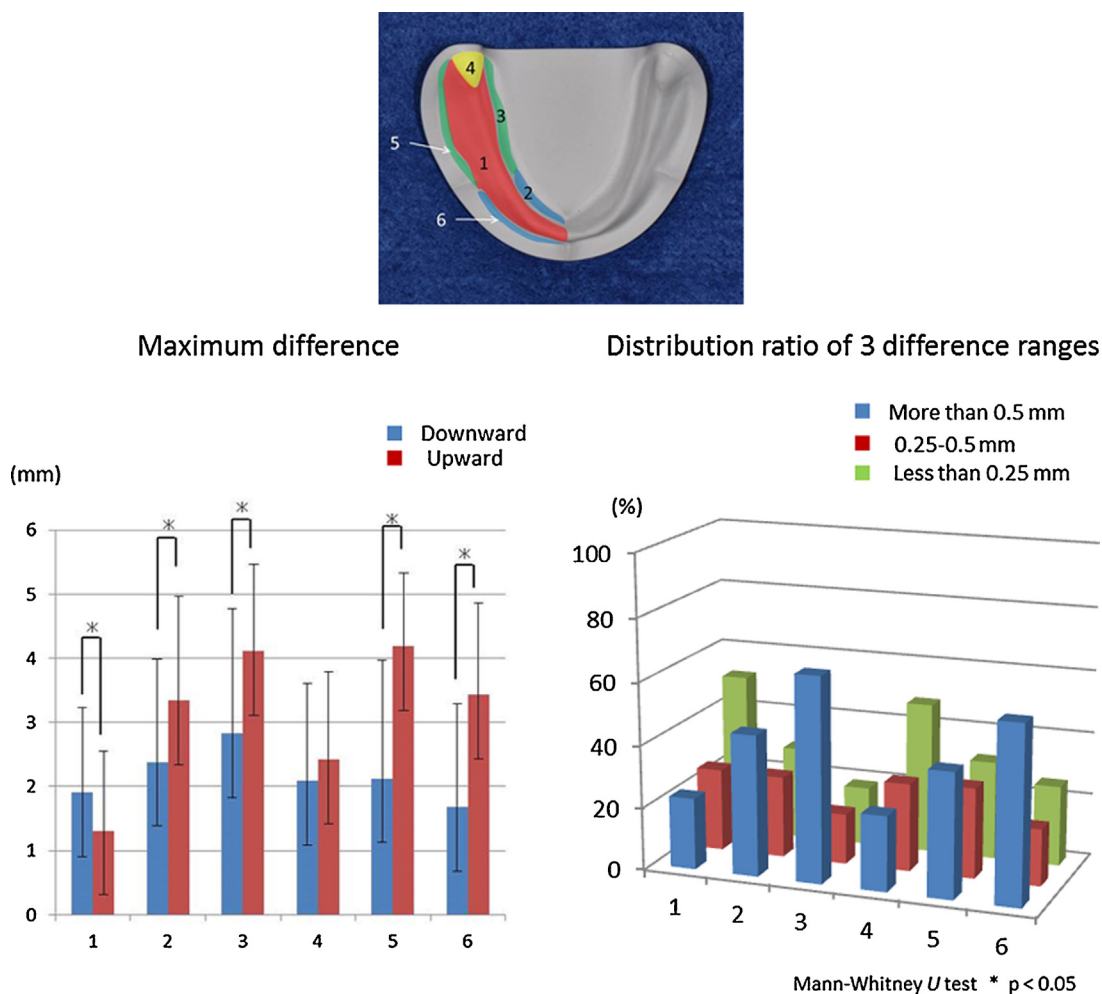 4
3
5
1
2
6
Maximum difference
Downward
Upward
(mm)
6
5
4
3
2
1
0
* * * * *
1 2 3 4 5 6
Distribution ratio of 3 difference ranges
More than 0.5 mm
0.25-0.5 mm
Less than 0.25 mm
(%)
100
80
60
40
20
0
1 2 3 4 5 6
Mann-Whitney U test * p < 0.05